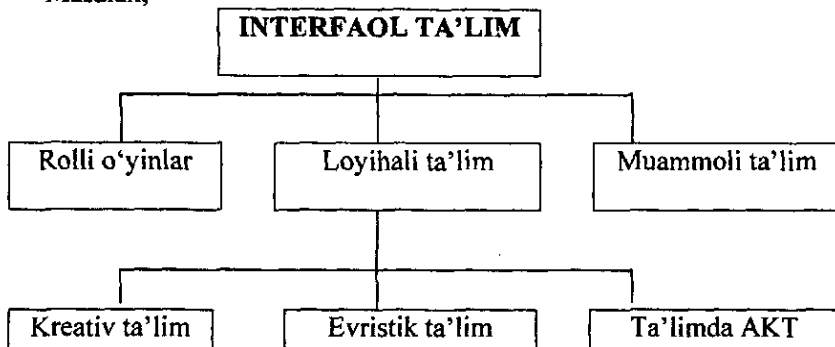 INTERFAOL TA’LIM
Rolli o‘yinlar
Loyihali ta’lim
Muammoli ta’lim
Kreativ ta’lim
Evristik ta’lim
Ta’limda AKT